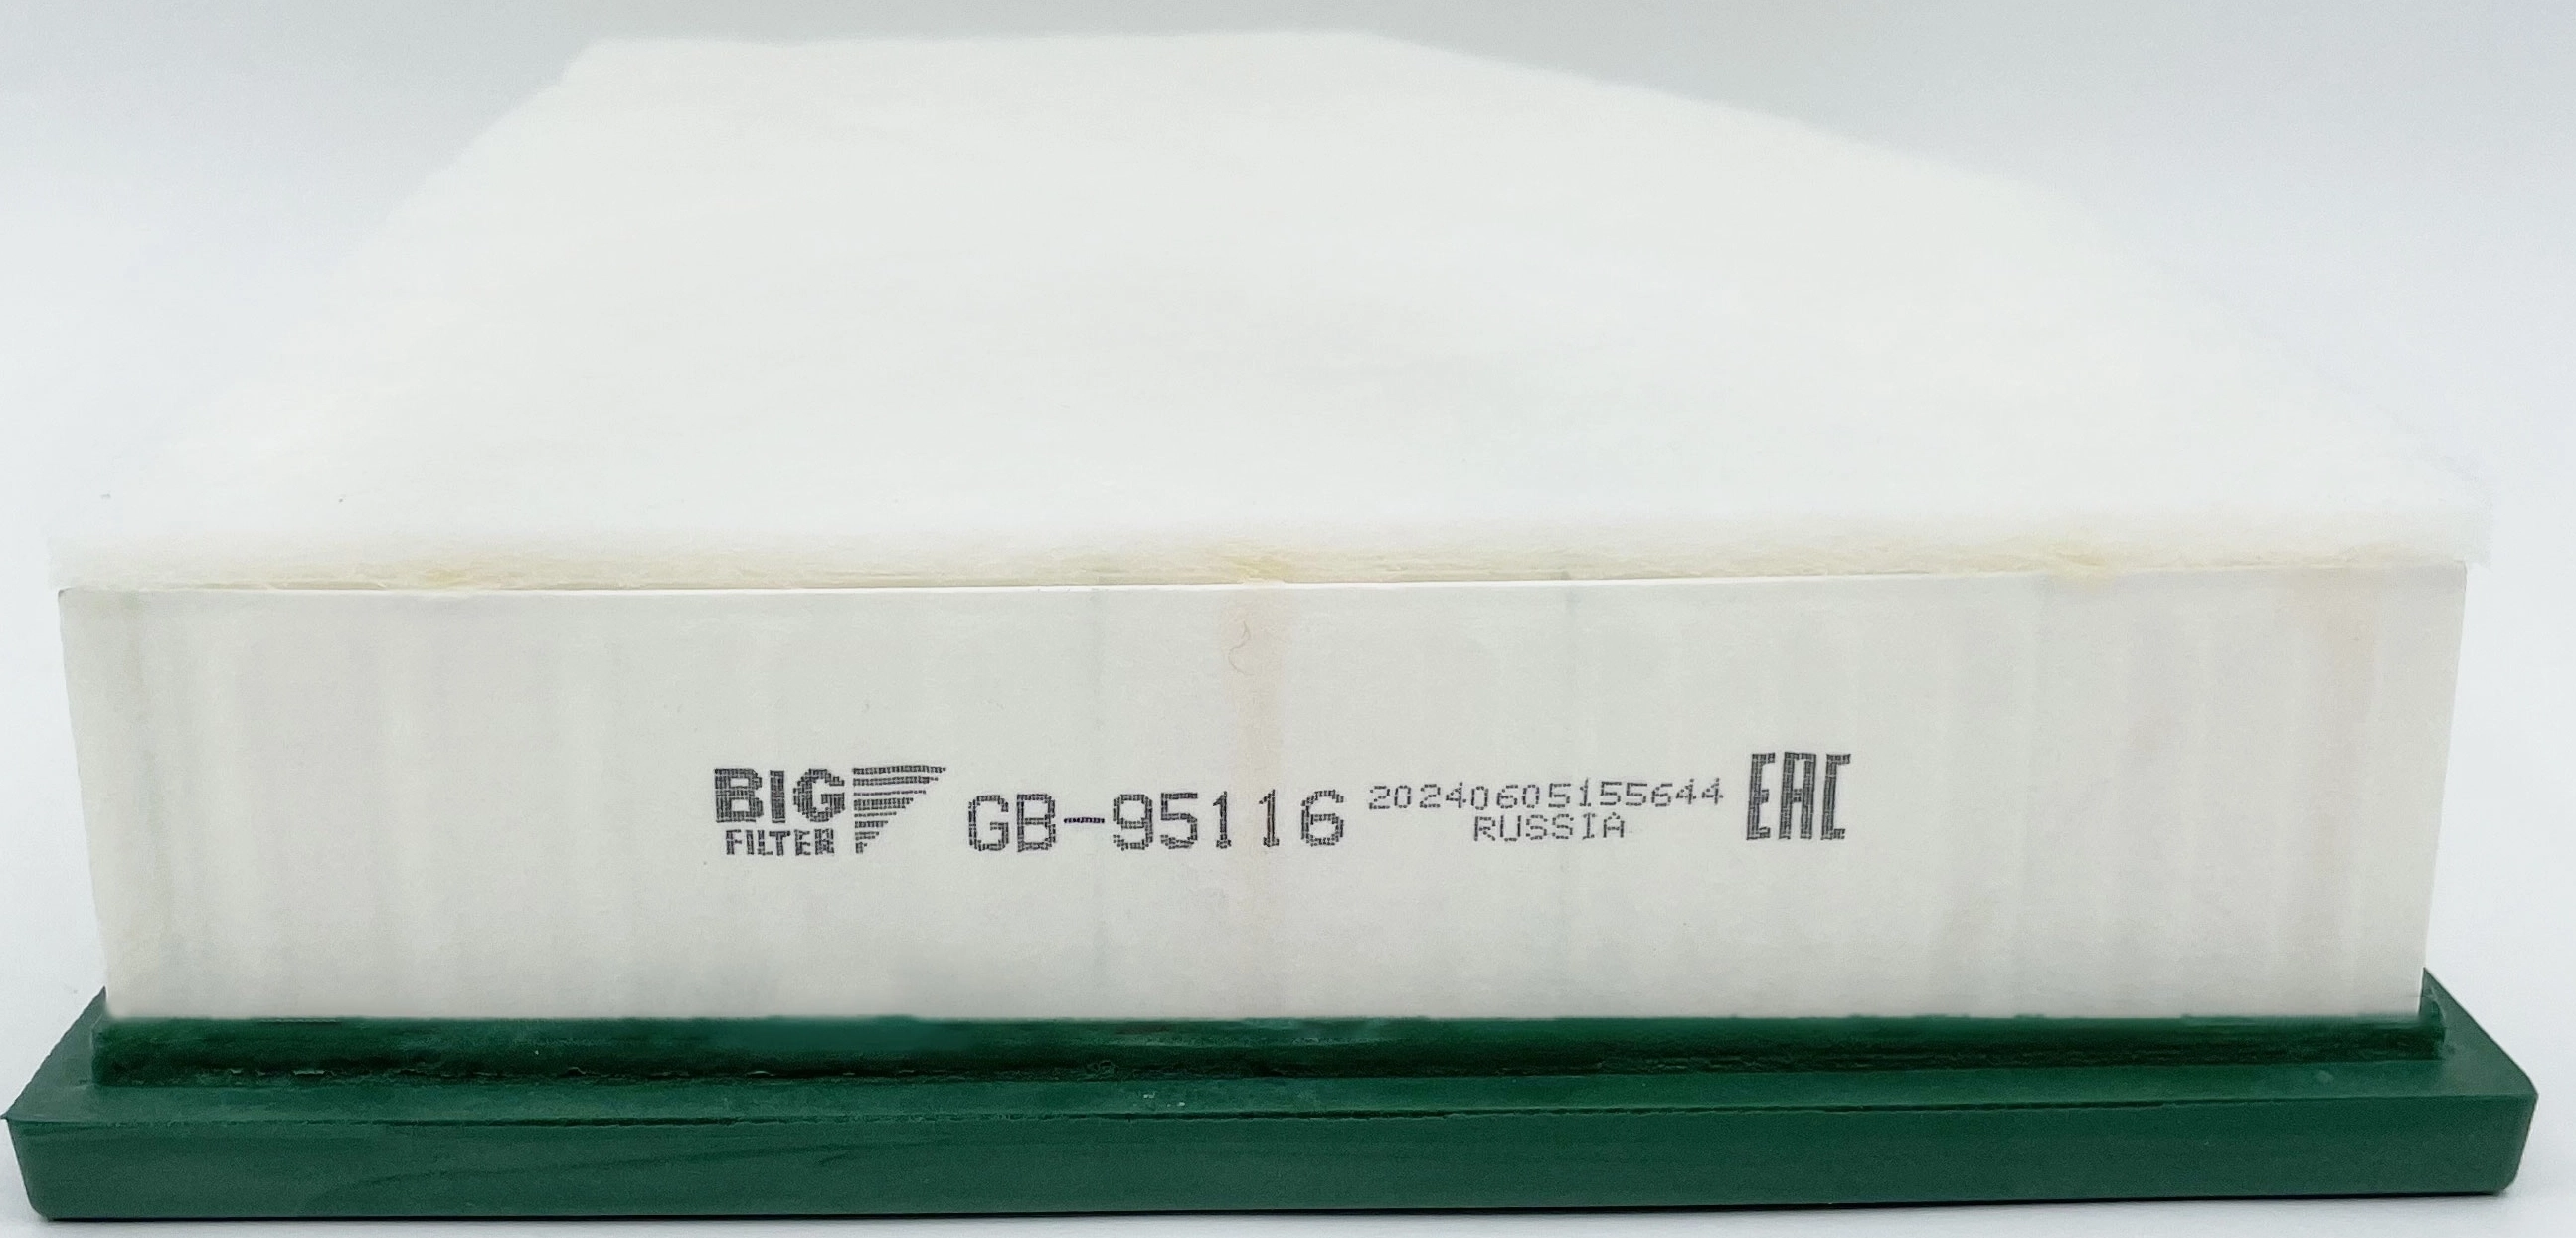 BIG
FILTER
GB-95116
20240605155644
RUSSIA
EAC